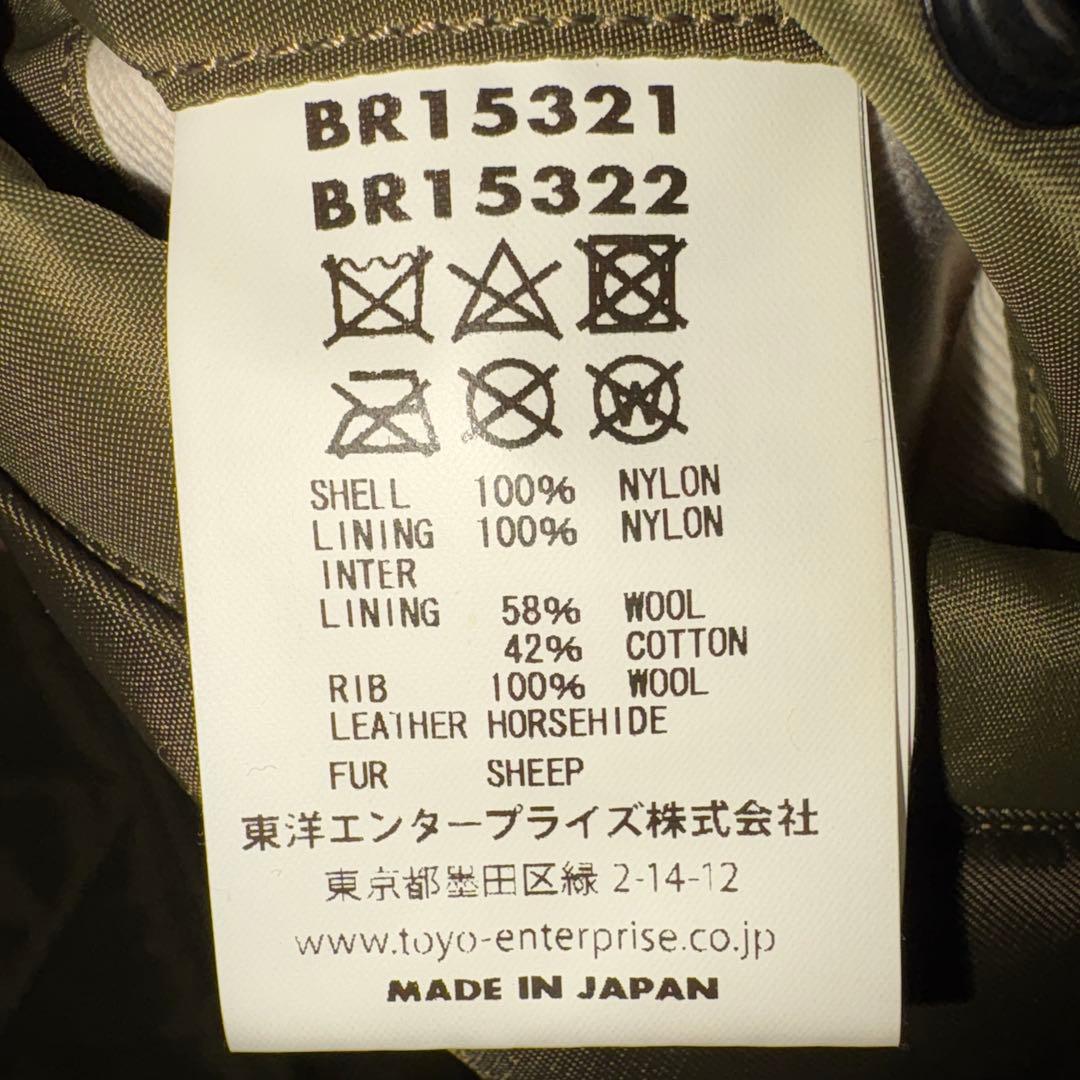 BR15321
BR15322
W
SHELL 100% NYLON
LINING 100% NYLON
INTER
LINING 58% WOOL
42% COTTON
RIB 100% WOOL
LEATHER HORSEHIDE
FUR SHEEP
東洋エンタープライズ株式会社
東京都墨田区緑 2-14-12
www.toyo-enterprise.co.jp
MADE IN JAPAN